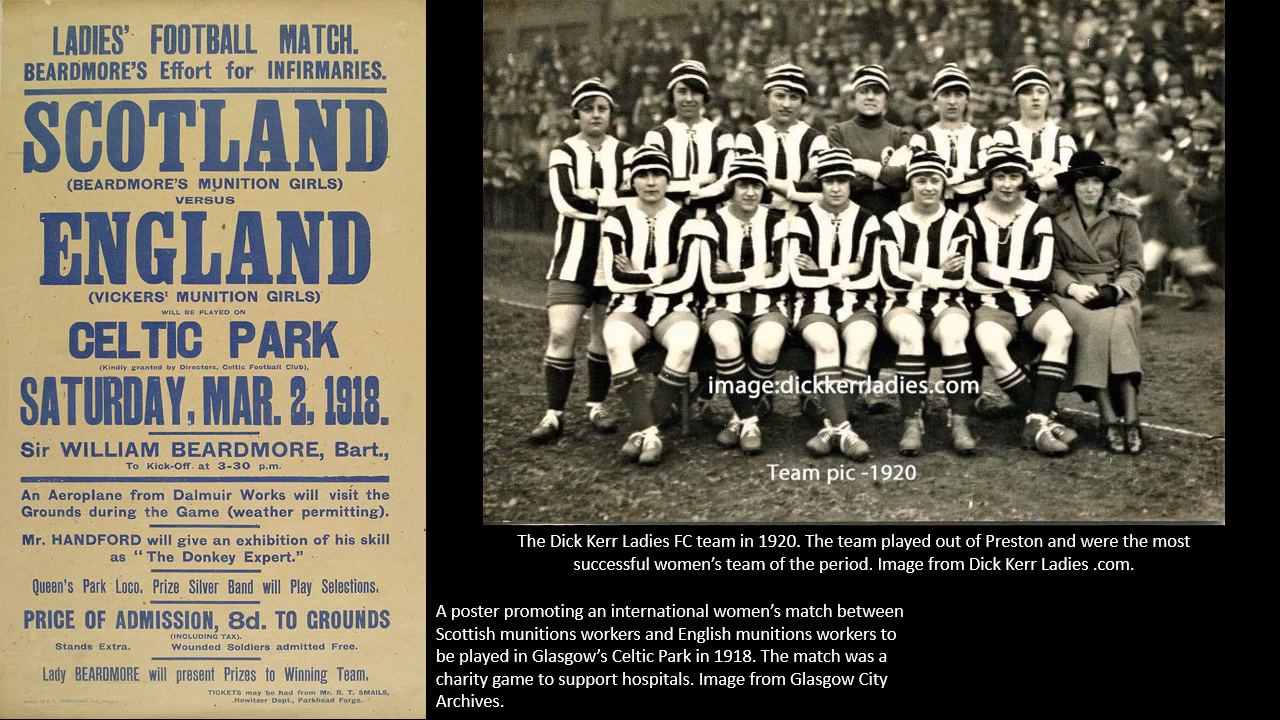 LADIES' FOOTBALL MATCH.
BEARDMORE'S Effort for INFIRMARIES.
SCOTLAND
(BEARDMORE'S MUNITION GIRLS)
VERSUS
ENGLAND
(VICKERS' MUNITION GIRLS)
WILL BE PLAYED ON
CELTIC PARK
(Kindly granted by Directors, Celtic Football Club),
SATURDAY, MAR. 2, 1918.
Sir WILLIAM BEARDMORE, Bart.,
To Kick-Off at 3-30 p.m.
An Aeroplane from Dalmuir Works will visit the
Grounds during the Game (weather permitting).
Mr. HANDFORD will give an exhibition of his skill
as "The Donkey Expert."
Queen's Park Loco. Prize Silver Band will Play Selections.
PRICE OF ADMISSION, 8d. TO GROUNDS
(INCLUDING TAX).
Stands Extra. Wounded Soldiers admitted Free.
Lady BEARDMORE will present Prizes to Winning Team.
TICKETS may be had from Mr. R. T. SMAILS,
Howitzer Dept., Parkhead Forge.
image:dickkerrladies.com
Team pic -1920
The Dick Kerr Ladies FC team in 1920. The team played out of Preston and were the most
successful women's team of the period. Image from Dick Kerr Ladies .com.
A poster promoting an international women's match between
Scottish munitions workers and English munitions workers to
be played in Glasgow's Celtic Park in 1918. The match was a
charity game to support hospitals. Image from Glasgow City
Archives.